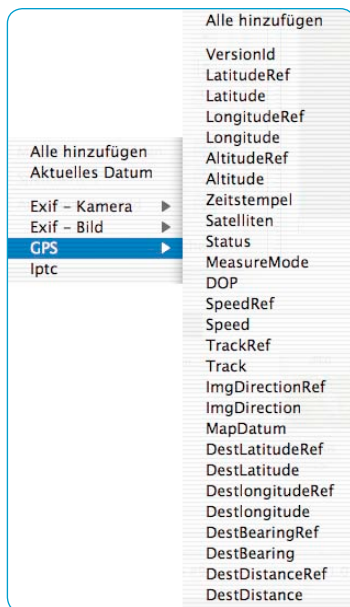 Alle hinzufügen
Aktuelles Datum
Exif – Kamera
Exif – Bild
GPS
Iptc
Alle hinzufügen
VersionId
LatitudeRef
Latitude
LongitudeRef
Longitude
AltitudeRef
Altitude
Zeitstempel
Satelliten
Status
MeasureMode
DOP
SpeedRef
Speed
TrackRef
Track
ImgDirectionRef
ImgDirection
MapDatum
DestLatitudeRef
DestLatitude
DestlongitudeRef
Destlongitude
DestBearingRef
DestBearing
DestDistanceRef
DestDistance